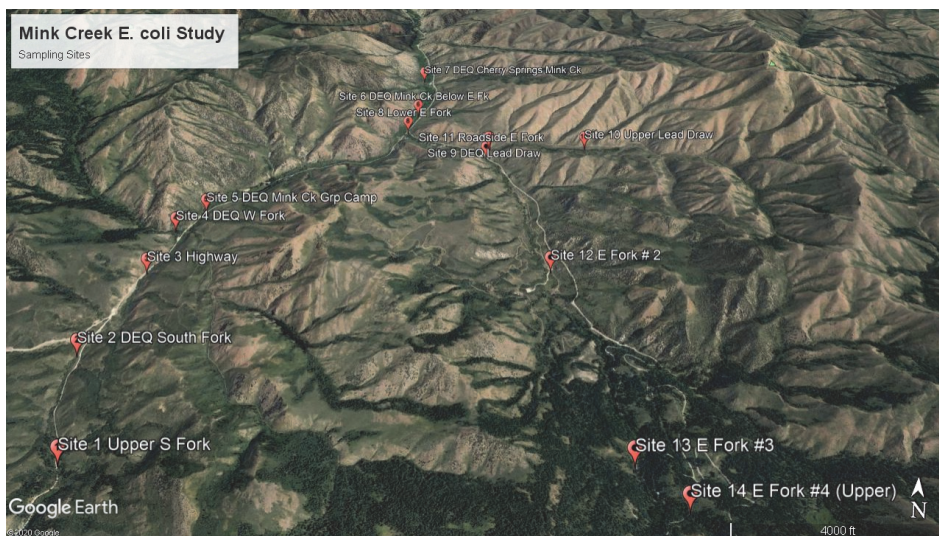 Mink Creek E. coli Study
Sampling Sites
Site 7 DEQ Cherry Springs Mink Ck
Site 6 DEQ Mink Ck Below E Fk
Site 8 Lower E Fork
Site 11 Roadside E Fork
Site 10 Upper Lead Draw
Site 9 DEQ Lead Draw
Site 5 DEQ Mink Ck Grp Camp
Site 4 DEQ W Fork
Site 3 Highway
Site 12 E Fork # 2
Site 2 DEQ South Fork
Site 1 Upper S Fork
Site 13 E Fork #3
Site 14 E Fork #4 (Upper)
Google Earth
N
©2020 Google
4000 ft